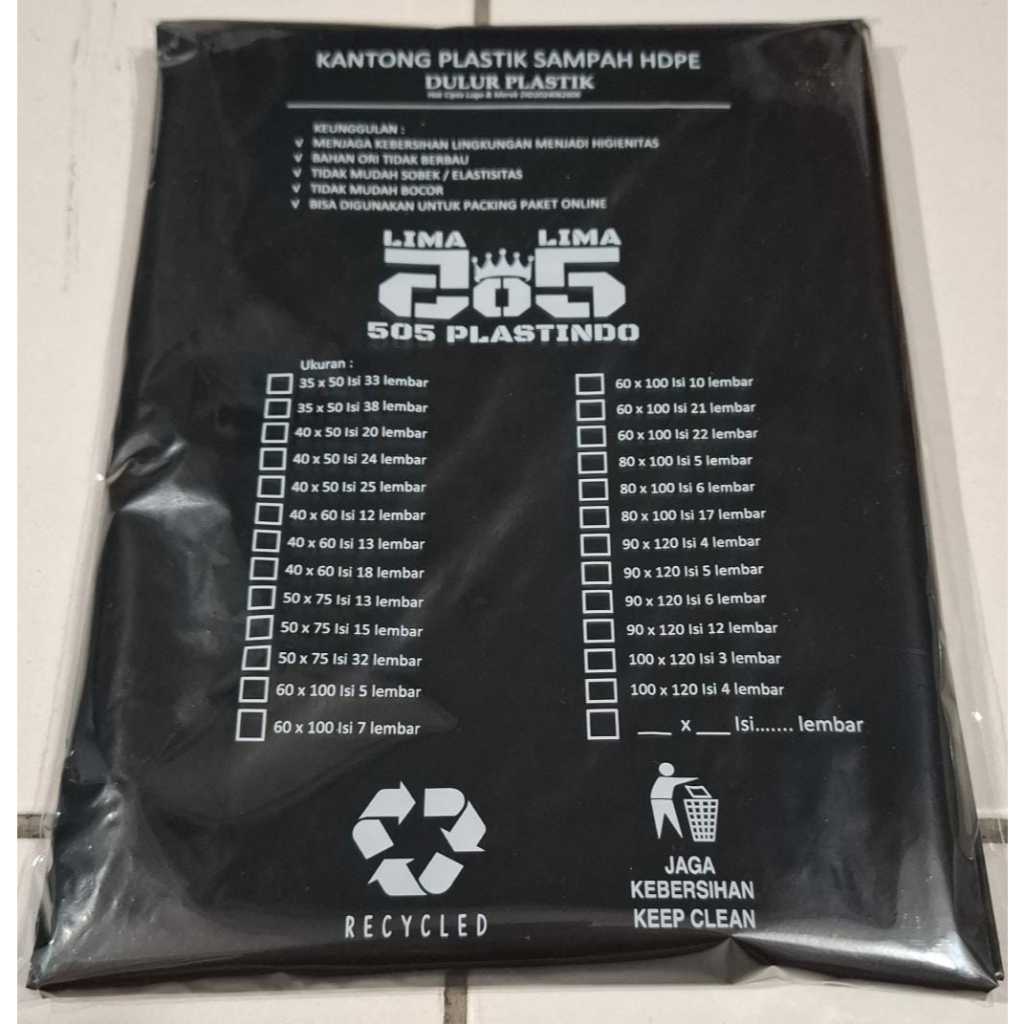 KANTONG PLASTIK SAMPAH HDPE
DULUR PLASTIK
Hak Cipta Logo & Merek
KEUNGGULAN :
√ MENJAGA KEBERSIHAN LINGKUNGAN MENJADI HIGIENITAS
√ BAHAN ORI TIDAK BERBAU
√ TIDAK MUDAH SOBEK / ELASTISITAS
√ TIDAK MUDAH BOCOR
√ BISA DIGUNAKAN UNTUK PACKING PAKET ONLINE
LIMA LIMA
505
505 PLASTINDO
Ukuran :
35 x 50 Isi 33 lembar
35 x 50 Isi 38 lembar
40 x 50 Isi 20 lembar
40 x 50 Isi 24 lembar
40 x 50 Isi 25 lembar
40 x 60 Isi 12 lembar
40 x 60 Isi 13 lembar
40 x 60 Isi 18 lembar
50 x 75 Isi 13 lembar
50 x 75 Isi 15 lembar
50 x 75 Isi 32 lembar
60 x 100 Isi 5 lembar
60 x 100 Isi 7 lembar
60 x 100 Isi 10 lembar
60 x 100 Isi 21 lembar
60 x 100 Isi 22 lembar
80 x 100 Isi 5 lembar
80 x 100 Isi 6 lembar
80 x 100 Isi 17 lembar
90 x 120 Isi 4 lembar
90 x 120 Isi 5 lembar
90 x 120 Isi 6 lembar
90 x 120 Isi 12 lembar
100 x 120 Isi 3 lembar
100 x 120 Isi 4 lembar
___ x ___ Isi....... lembar
RECYCLED
JAGA
KEBERSIHAN
KEEP CLEAN